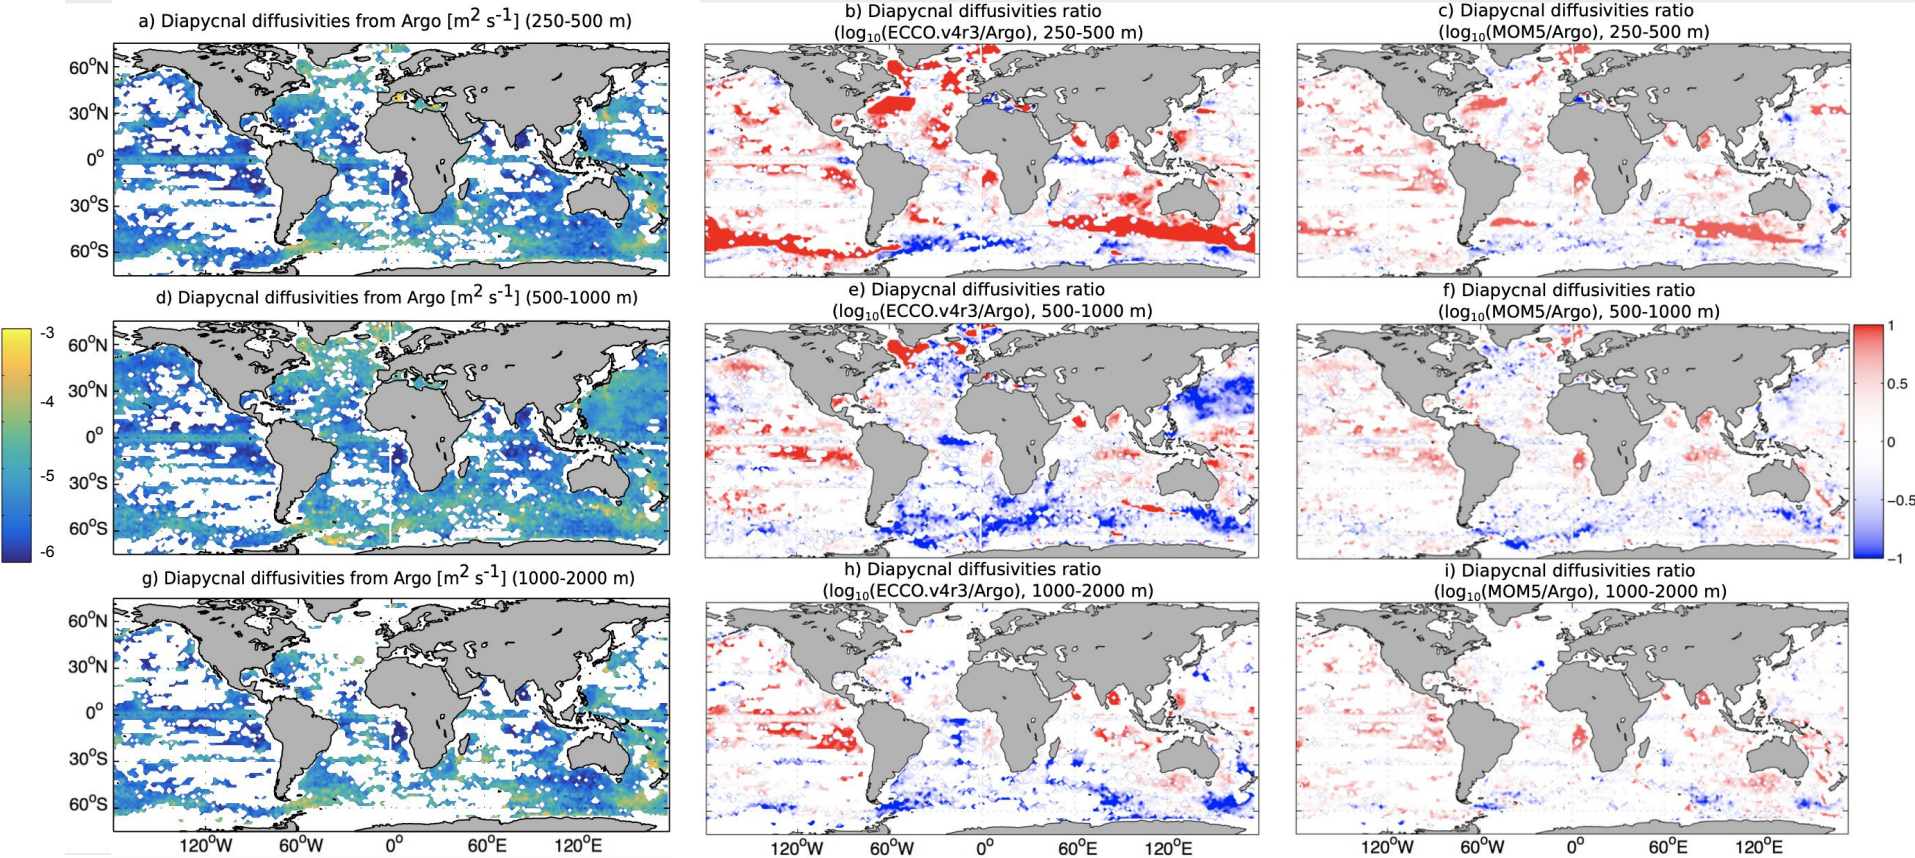 a) Diapycnal diffusivities from Argo [m² s⁻¹] (250-500 m)
b) Diapycnal diffusivities ratio
(log₁₀(ECCO.v4r3/Argo), 250-500 m)
c) Diapycnal diffusivities ratio
(log₁₀(MOM5/Argo), 250-500 m)
60°N
30°N
0°
30°S
60°S
d) Diapycnal diffusivities from Argo [m² s⁻¹] (500-1000 m)
e) Diapycnal diffusivities ratio
(log₁₀(ECCO.v4r3/Argo), 500-1000 m)
f) Diapycnal diffusivities ratio
(log₁₀(MOM5/Argo), 500-1000 m)
-3
-4
-5
-6
60°N
30°N
0°
30°S
60°S
1
0.5
0
−0.5
−1
g) Diapycnal diffusivities from Argo [m² s⁻¹] (1000-2000 m)
h) Diapycnal diffusivities ratio
(log₁₀(ECCO.v4r3/Argo), 1000-2000 m)
i) Diapycnal diffusivities ratio
(log₁₀(MOM5/Argo), 1000-2000 m)
60°N
30°N
0°
30°S
60°S
120°W 60°W 0° 60°E 120°E
120°W 60°W 0° 60°E 120°E
120°W 60°W 0° 60°E 120°E